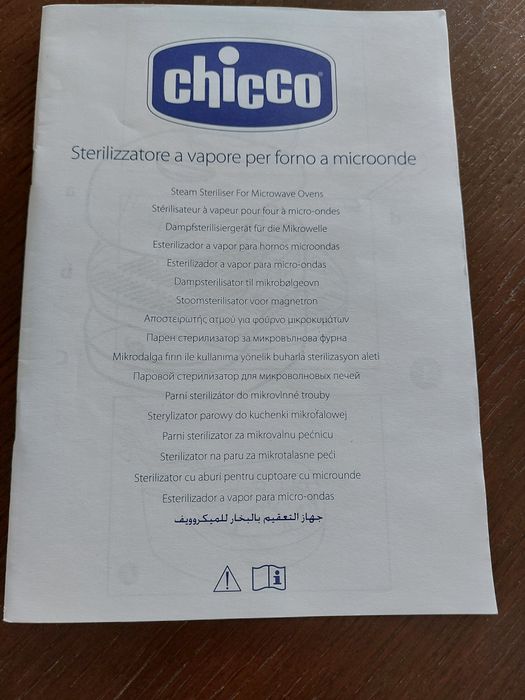 chicco
Sterilizzatore a vapore per forno a microonde
Steam Steriliser For Microwave Ovens
Stérilisateur à vapeur pour four à micro-ondes
Dampfsterilisiergerät für die Mikrowelle
Esterilizador a vapor para hornos microondas
Esterilizador a vapor para micro-ondas
Dampsterilisator til mikrobølgeovn
Stoomsterilisator voor magnetron
Αποστειρωτής ατμού για φούρνο μικροκυμάτων
Парен стерилизатор за микровълнова фурна
Mikrodalga fırın ile kullanıma yönelik buharla sterilizasyon aleti
Паровой стерилизатор для микроволновых печей
Parní sterilizátor do mikrovlnné trouby
Sterylizator parowy do kuchenki mikrofalowej
Parni sterilizator za mikrovalnu pećnicu
Sterilizator na paru za mikrotalasne peći
Sterilizator cu aburi pentru cuptoare cu microunde
Esterilizador a vapor para micro-ondas
جهاز التعقيم بالبخار للميكروويف